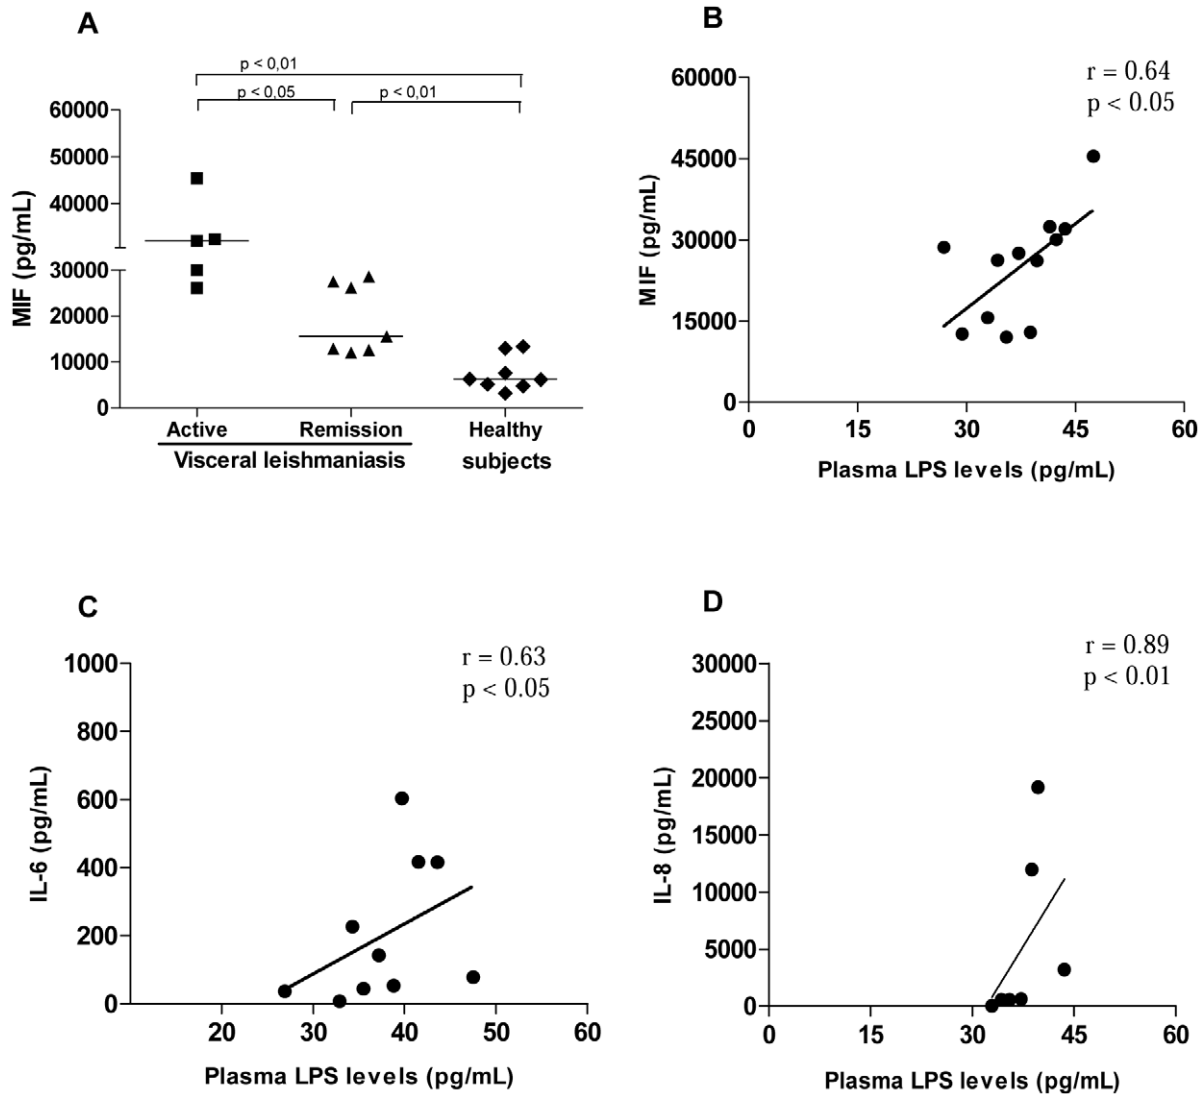 A
p < 0,01
p < 0,05
p < 0,01
60000
50000
40000
30000
20000
10000
0
MIF (pg/mL)
Active
Remission
Healthy
Visceral leishmaniasis
subjects
B
r = 0.64
p < 0.05
60000
45000
30000
15000
0
MIF (pg/mL)
0
15
30
45
60
Plasma LPS levels (pg/mL)
C
r = 0.63
p < 0.05
1000
800
600
400
200
0
IL-6 (pg/mL)
20
30
40
50
60
Plasma LPS levels (pg/mL)
D
r = 0.89
p < 0.01
30000
25000
20000
15000
10000
5000
0
IL-8 (pg/mL)
0
15
30
45
60
Plasma LPS levels (pg/mL)